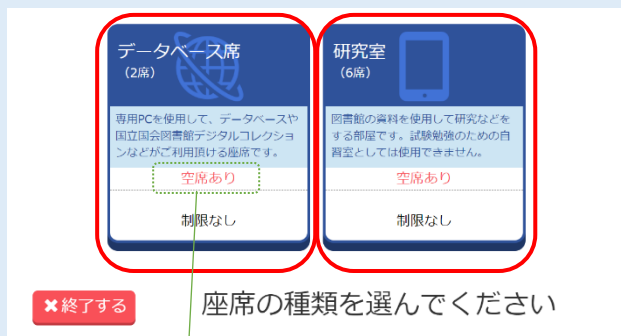 データベース席
（2席）
専用PCを使用して、データベースや
国立国会図書館デジタルコレクショ
ンなどがご利用頂ける座席です。
空席あり
制限なし
研究室
（6席）
図書館の資料を使用して研究などを
する部屋です。試験勉強のための自
習室としては使用できません。
空席あり
制限なし
✖終了する
座席の種類を選んでください